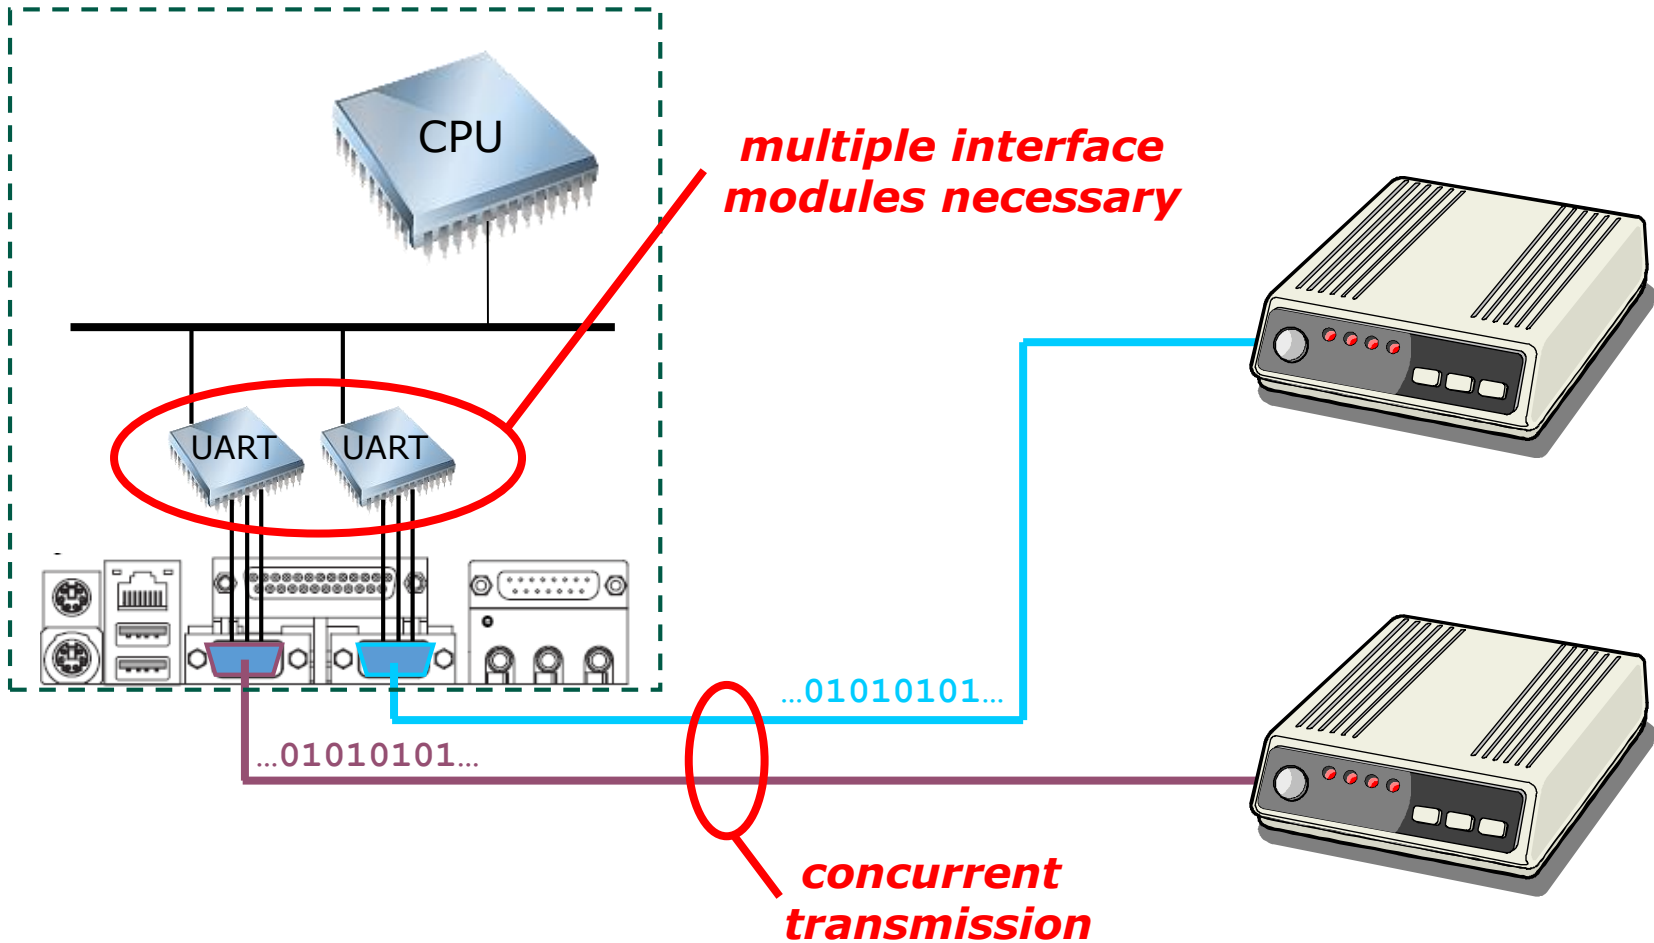 CPU
multiple interface
modules necessary
UART
UART
...01010101...
...01010101...
concurrent
transmission